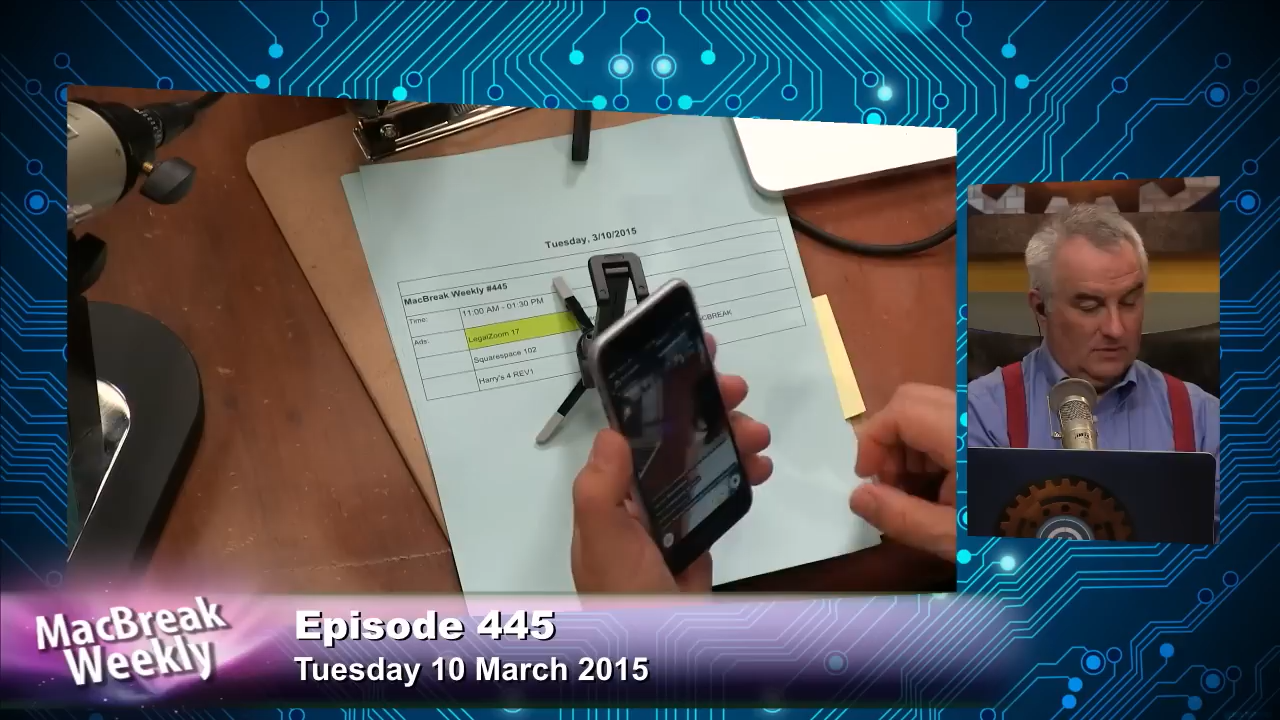 Tuesday, 3/10/2015
MacBreak Weekly #445
Time: 11:00 AM - 01:30 PM
Ads: LegalZoom 17
Squarespace 102
Harry's 4 REV1
MacBreak
Weekly
Episode 445
Tuesday 10 March 2015